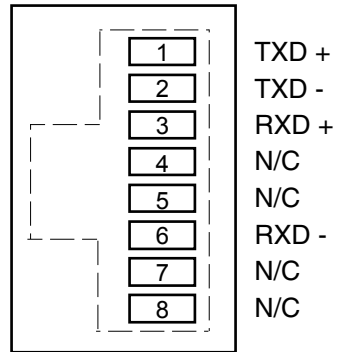 1 TXD +
2 TXD -
3 RXD +
4 N/C
5 N/C
6 RXD -
7 N/C
8 N/C